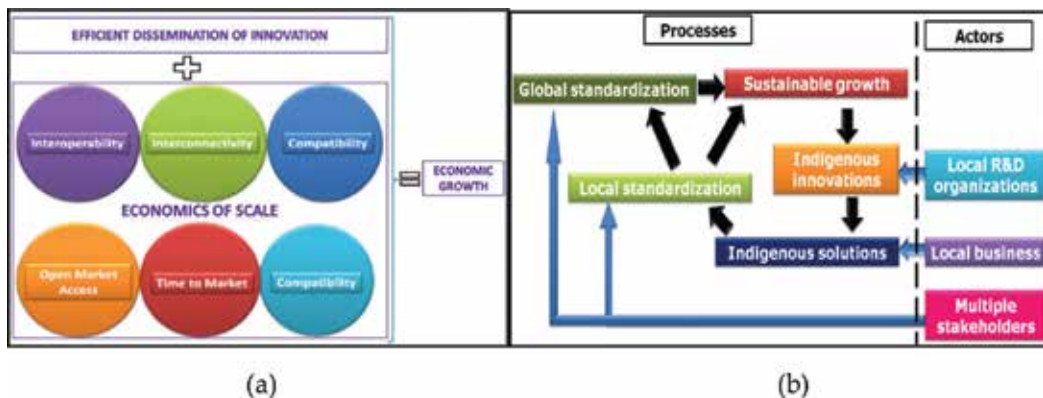 EFFICIENT DISSEMINATION OF INNOVATION
Interoperability
Interconnectivity
Compatibility
ECONOMICS OF SCALE
Open Market
Access
Time to Market
Compatibility
ECONOMIC
GROWTH
(a)
Processes
Actors
Global standardization
Sustainable growth
Indigenous
innovations
Local R&D
organizations
Local standardization
Indigenous solutions
Local business
Multiple
stakeholders
(b)